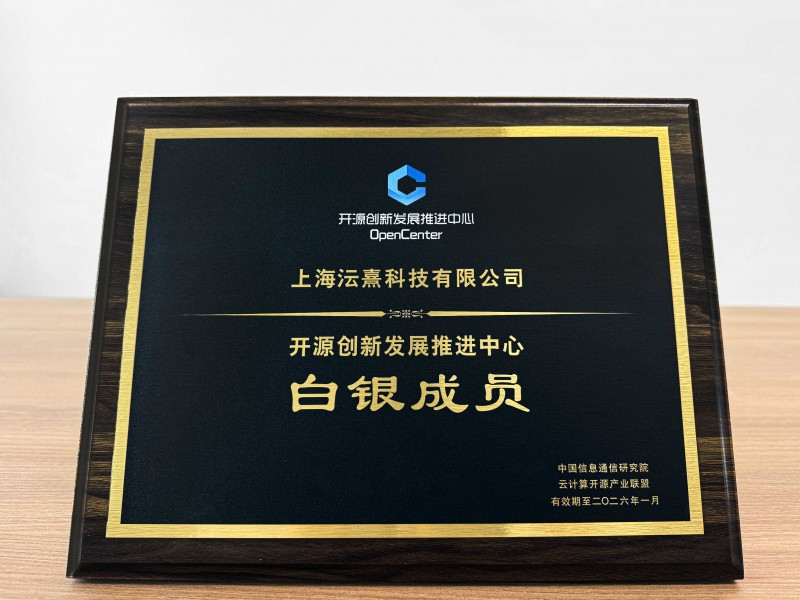 开源创新发展推进中心
OpenCenter
上海沄熹科技有限公司
开源创新发展推进中心
白银成员
中国信息通信研究院
云计算开源产业联盟
有效期至二〇二六年一月